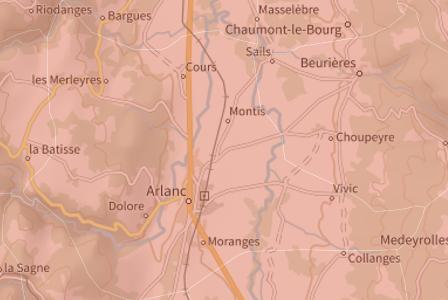 Riodanges
Bargues
Masselèbre
Chaumont-le-Bourg
Sails
Beurières
Cours
les Merleyres
Montis
Choupeyre
la Batisse
Arlanc
Vivic
Dolore
Moranges
Medeyrolles
Collanges
la Sagne